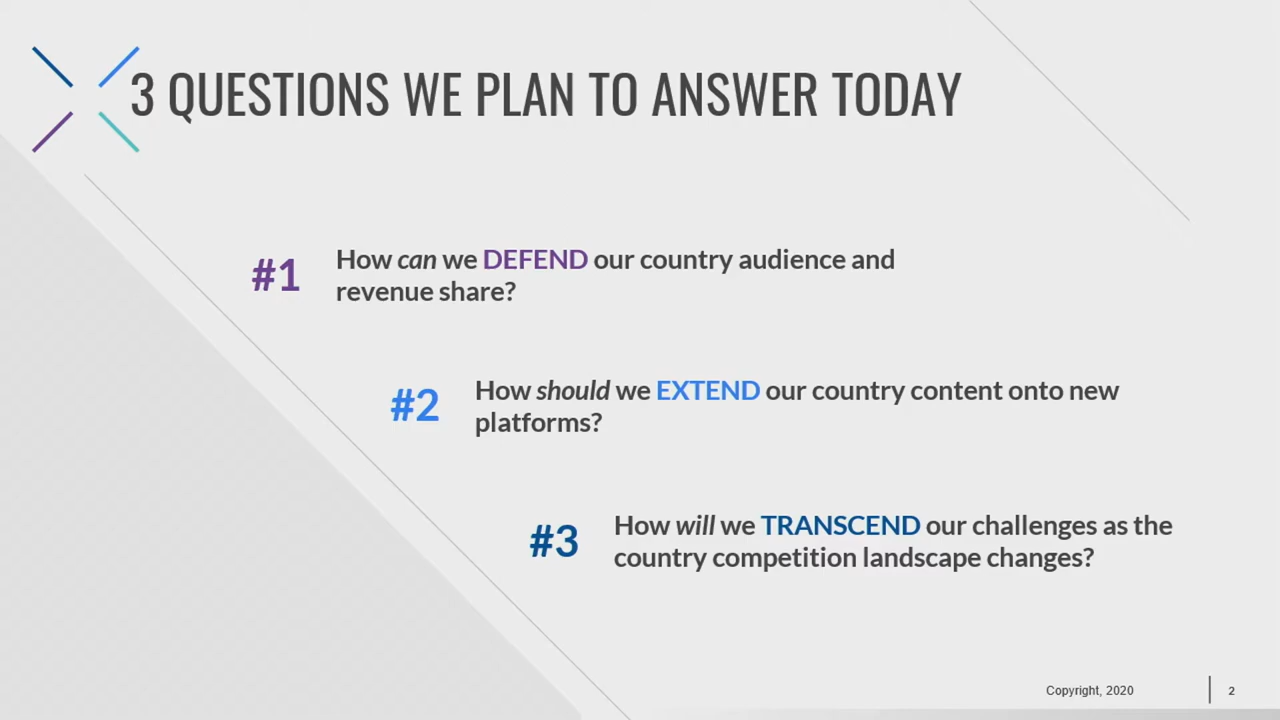 3 QUESTIONS WE PLAN TO ANSWER TODAY
#1
How can we DEFEND our country audience and
revenue share?
#2
How should we EXTEND our country content onto new
platforms?
#3
How will we TRANSCEND our challenges as the
country competition landscape changes?
Copyright, 2020
2